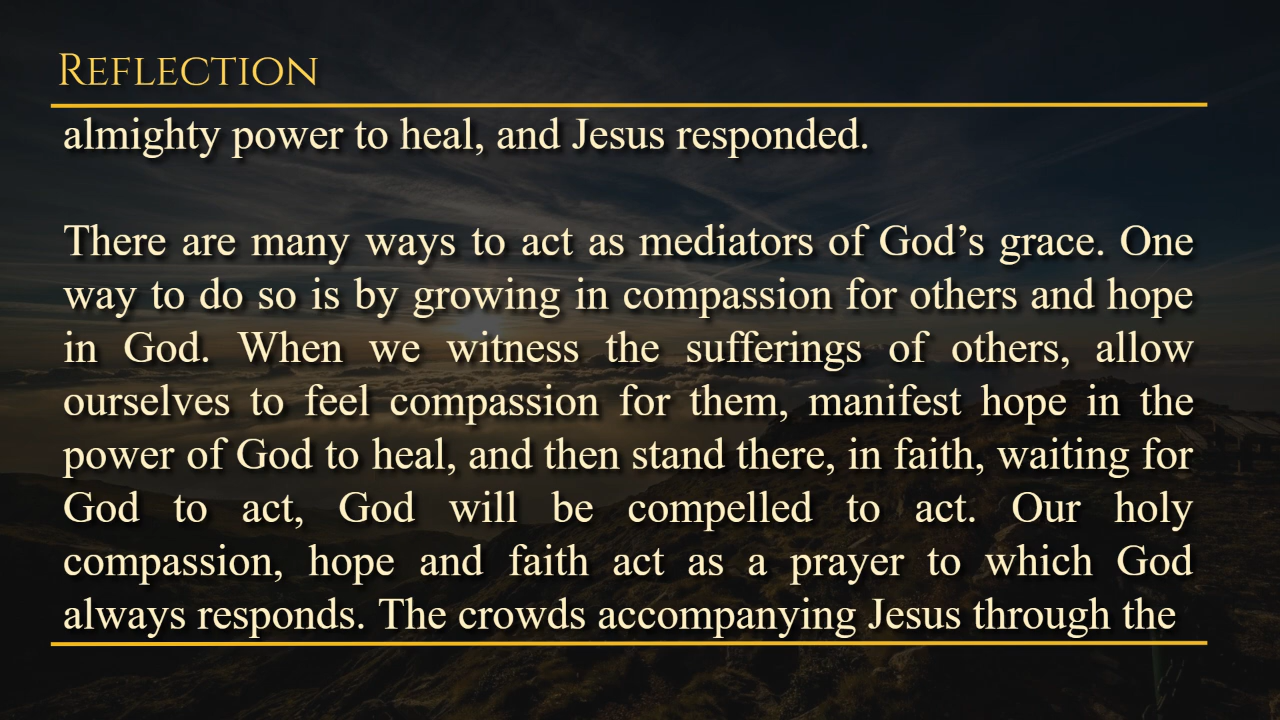 REFLECTION
almighty power to heal, and Jesus responded.
There are many ways to act as mediators of God’s grace. One
way to do so is by growing in compassion for others and hope
in God. When we witness the sufferings of others, allow
ourselves to feel compassion for them, manifest hope in the
power of God to heal, and then stand there, in faith, waiting for
God to act, God will be compelled to act. Our holy
compassion, hope and faith act as a prayer to which God
always responds. The crowds accompanying Jesus through the